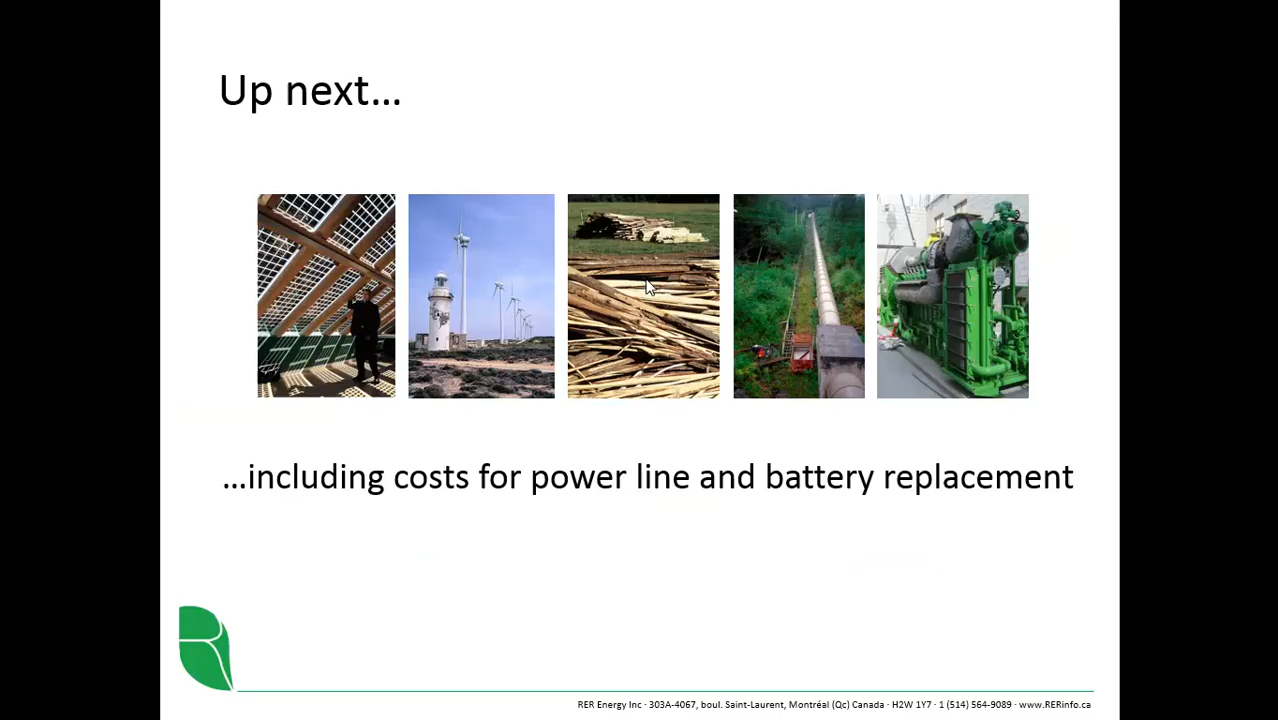 Up next…
…including costs for power line and battery replacement
RER Energy Inc · 303A-4067, boul. Saint-Laurent, Montréal (Qc) Canada · H2W 1Y7 · 1 (514) 564-9089 · www.RERinfo.ca